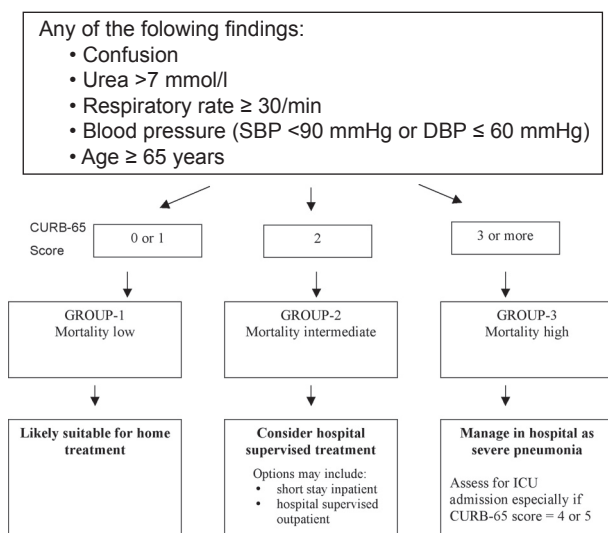 Any of the folowing findings:
• Confusion
• Urea >7 mmol/l
• Respiratory rate ≥ 30/min
• Blood pressure (SBP <90 mmHg or DBP ≤ 60 mmHg)
• Age ≥ 65 years
CURB-65
Score
0 or 1
2
3 or more
GROUP-1
Mortality low
GROUP-2
Mortality intermediate
GROUP-3
Mortality high
Likely suitable for home
treatment
Consider hospital
supervised treatment
Options may include:
• short stay inpatient
• hospital supervised
outpatient
Manage in hospital as
severe pneumonia
Assess for ICU
admission especially if
CURB-65 score = 4 or 5